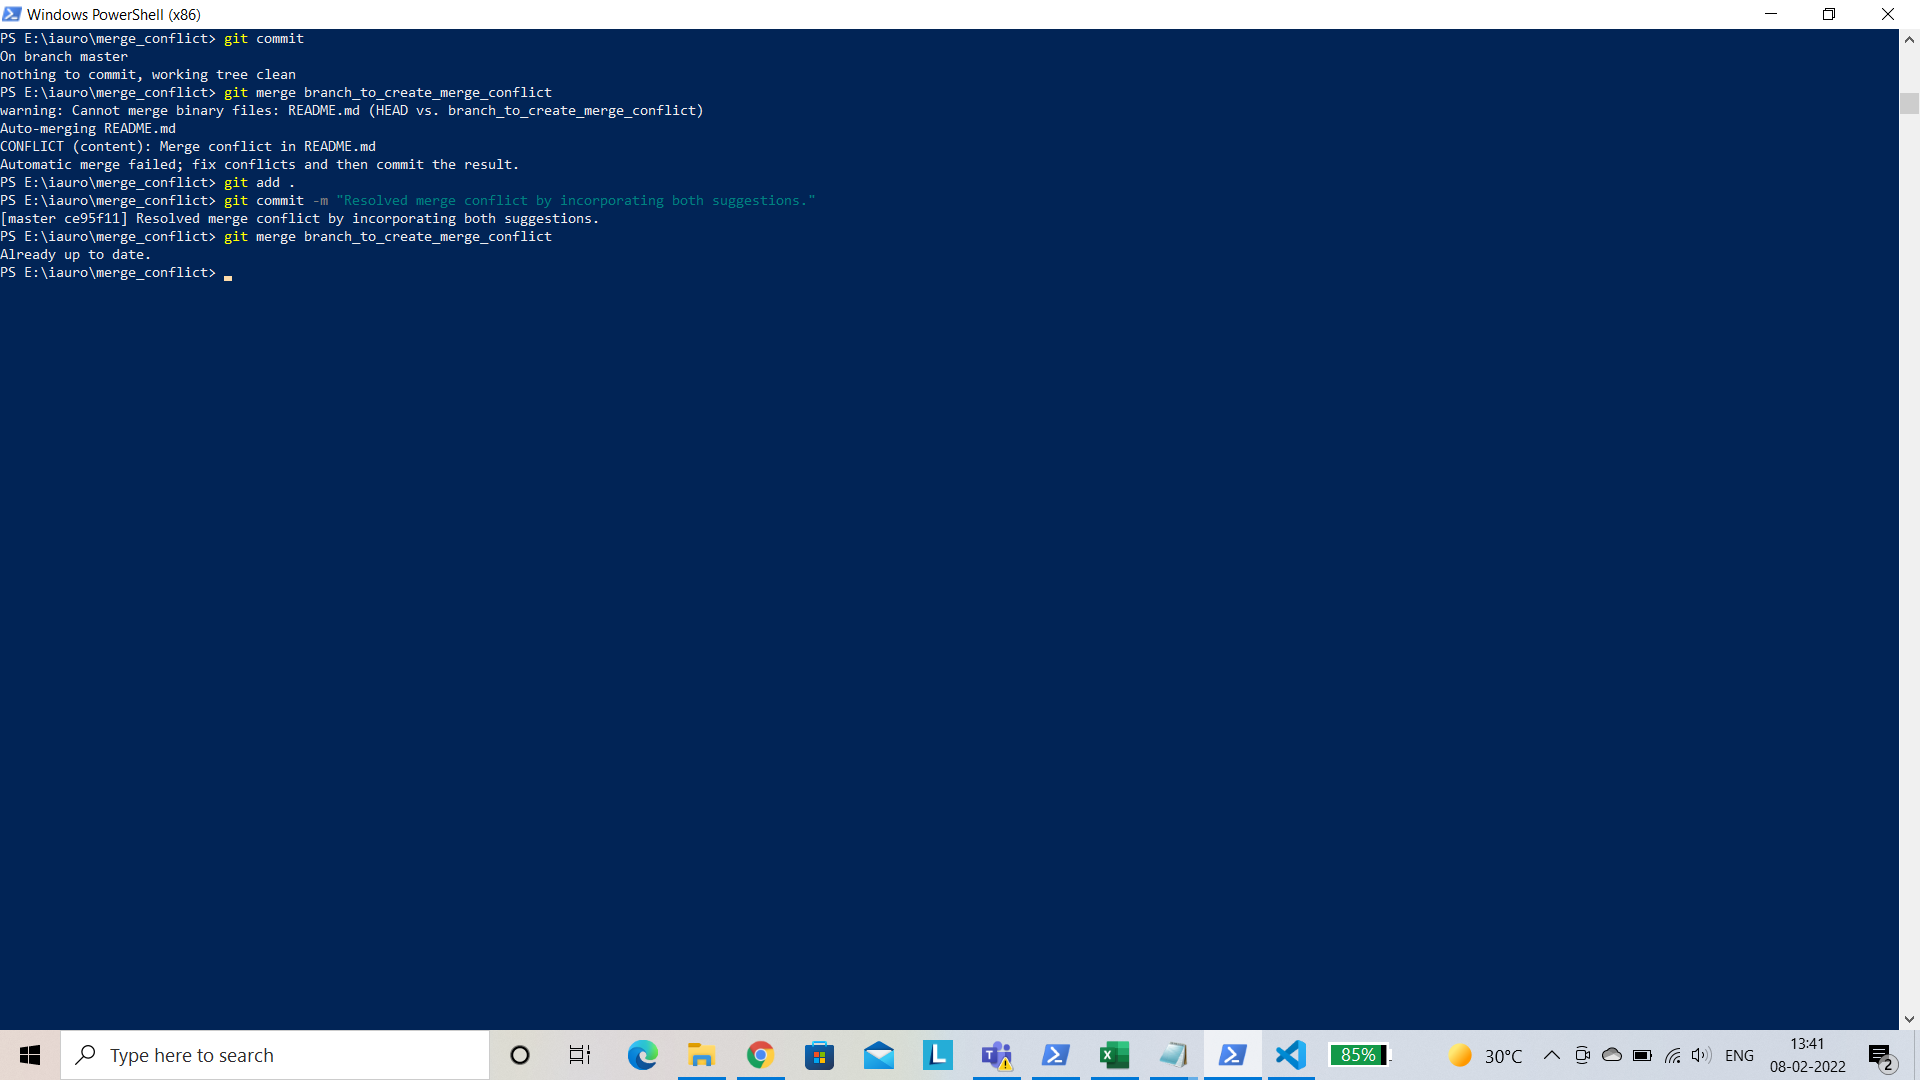 Windows PowerShell (x86)
PS E:\iauro\merge_conflict> git commit
On branch master
nothing to commit, working tree clean
PS E:\iauro\merge_conflict> git merge branch_to_create_merge_conflict
warning: Cannot merge binary files: README.md (HEAD vs. branch_to_create_merge_conflict)
Auto-merging README.md
CONFLICT (content): Merge conflict in README.md
Automatic merge failed; fix conflicts and then commit the result.
PS E:\iauro\merge_conflict> git add .
PS E:\iauro\merge_conflict> git commit -m "Resolved merge conflict by incorporating both suggestions."
[master ce95f11] Resolved merge conflict by incorporating both suggestions.
PS E:\iauro\merge_conflict> git merge branch_to_create_merge_conflict
Already up to date.
PS E:\iauro\merge_conflict>
Type here to search
L
T
X
85%
30°C
ENG
13:41
08-02-2022
2